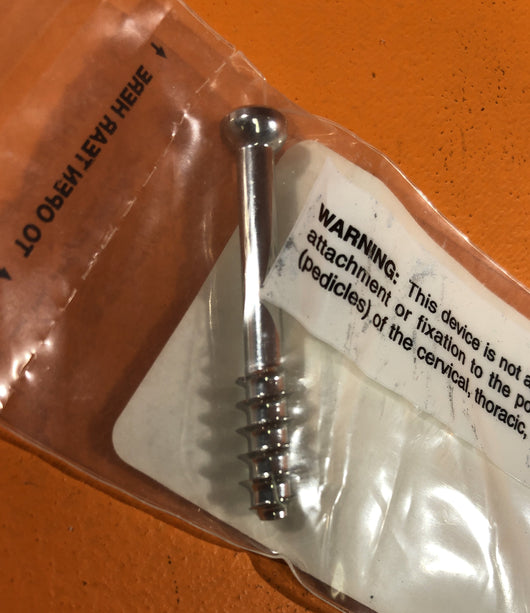 TO OPEN TEAR HERE
WARNING: This device is not
attachment or fixation to the
(pedicles) of the cervical, thoracic,